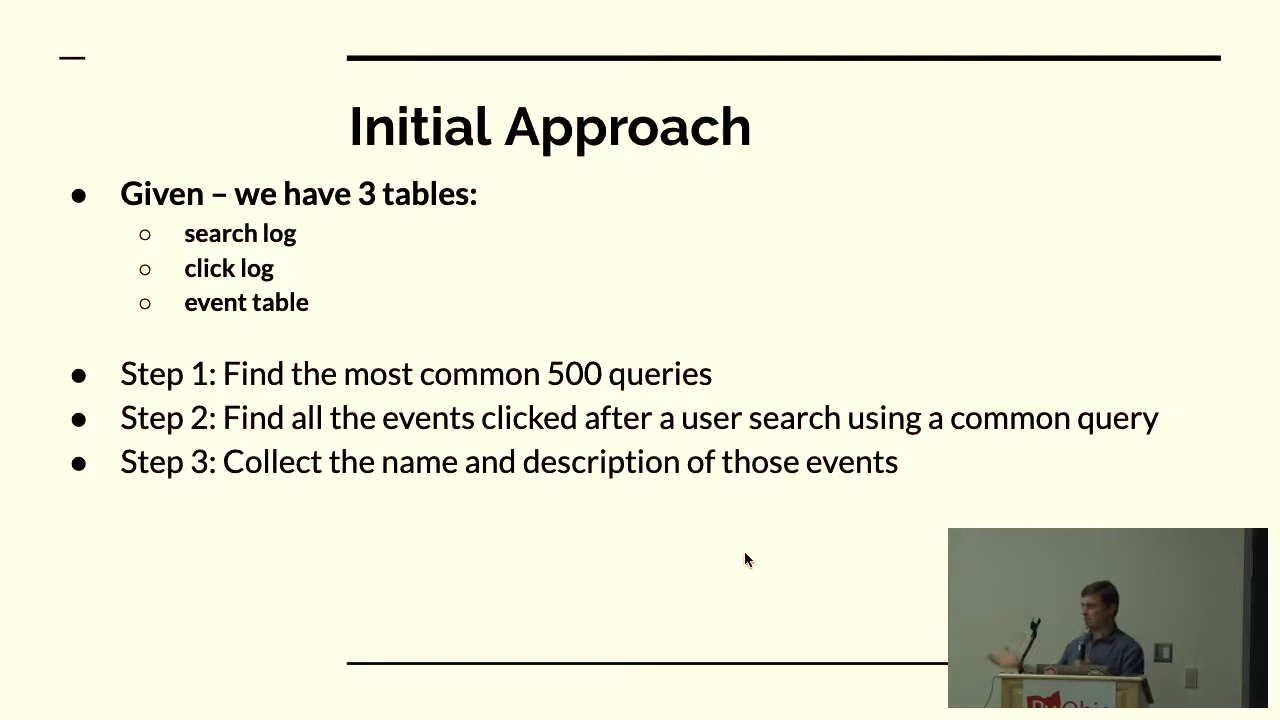 Initial Approach
● Given – we have 3 tables:
○ search log
○ click log
○ event table
● Step 1: Find the most common 500 queries
● Step 2: Find all the events clicked after a user search using a common query
● Step 3: Collect the name and description of those events